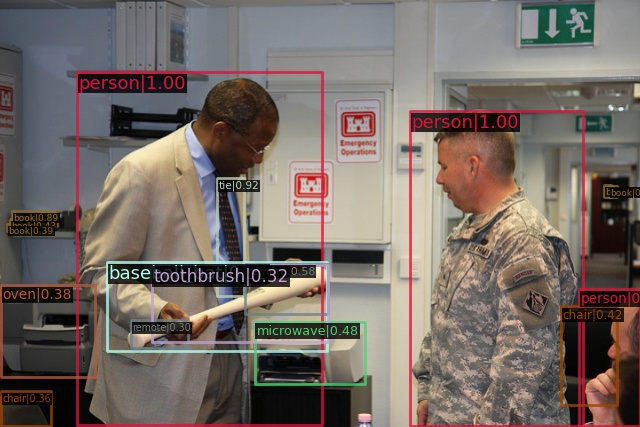 person|1.00
person|1.00
Emergency
Operations
tie|0.92
Emergency
Operations
book|0.89
book|0.39
toothbrush|0.32
0.58
oven|0.38
person|0
remote|0.30
microwave|0.48
chair|0.42
chair|0.36